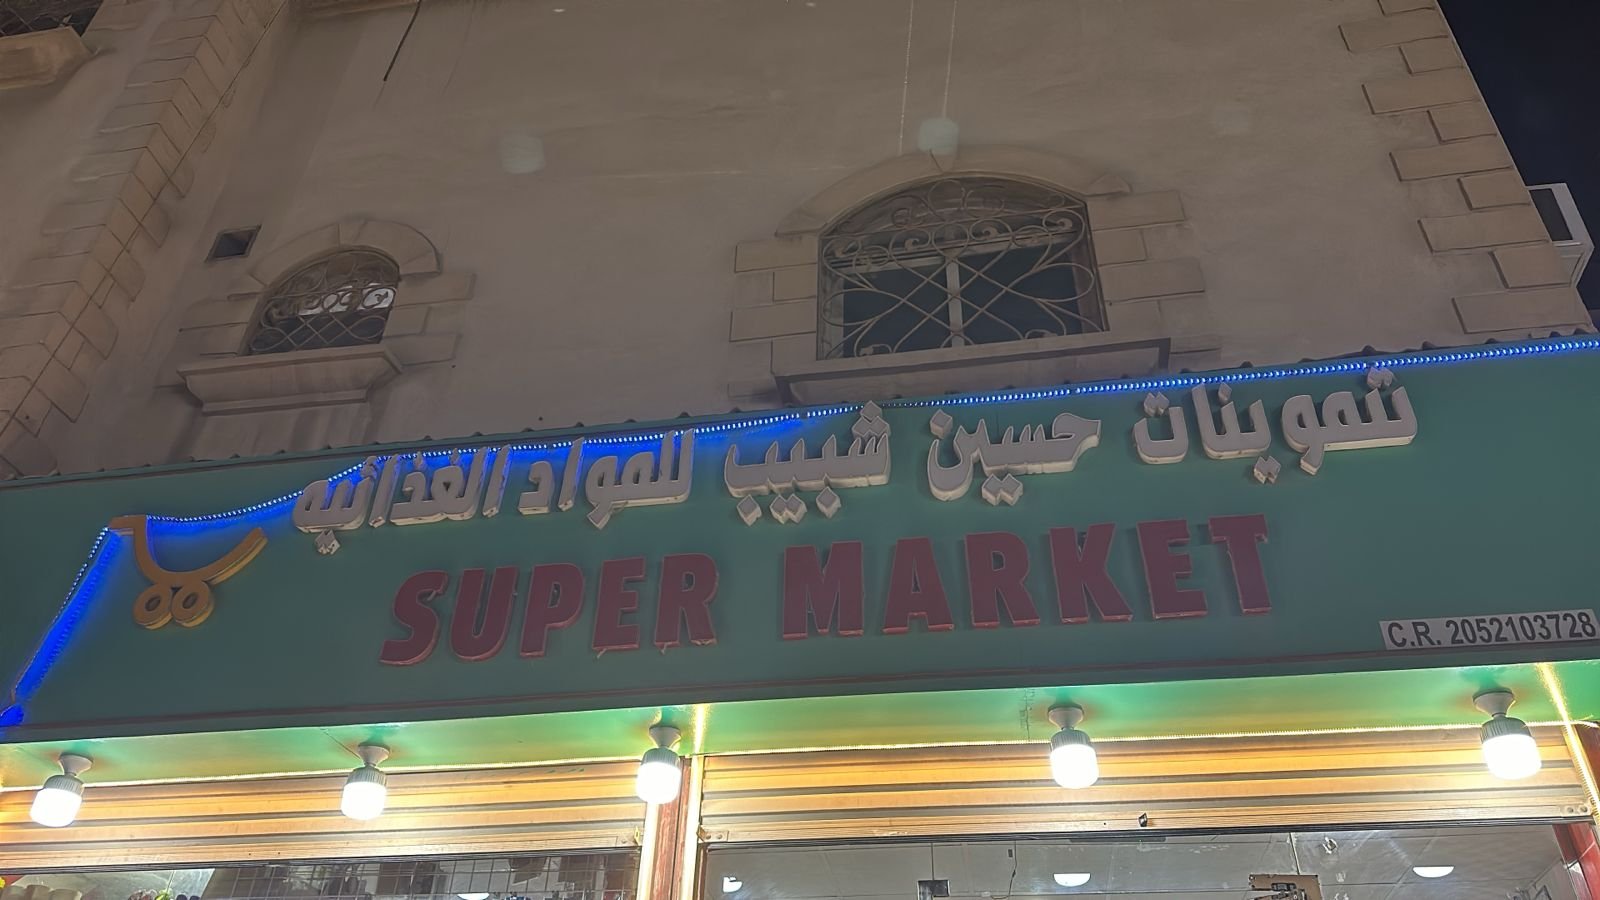 تموينات حسين شبيب للمواد الغذائيه
SUPER MARKET
C.R. 2052103728